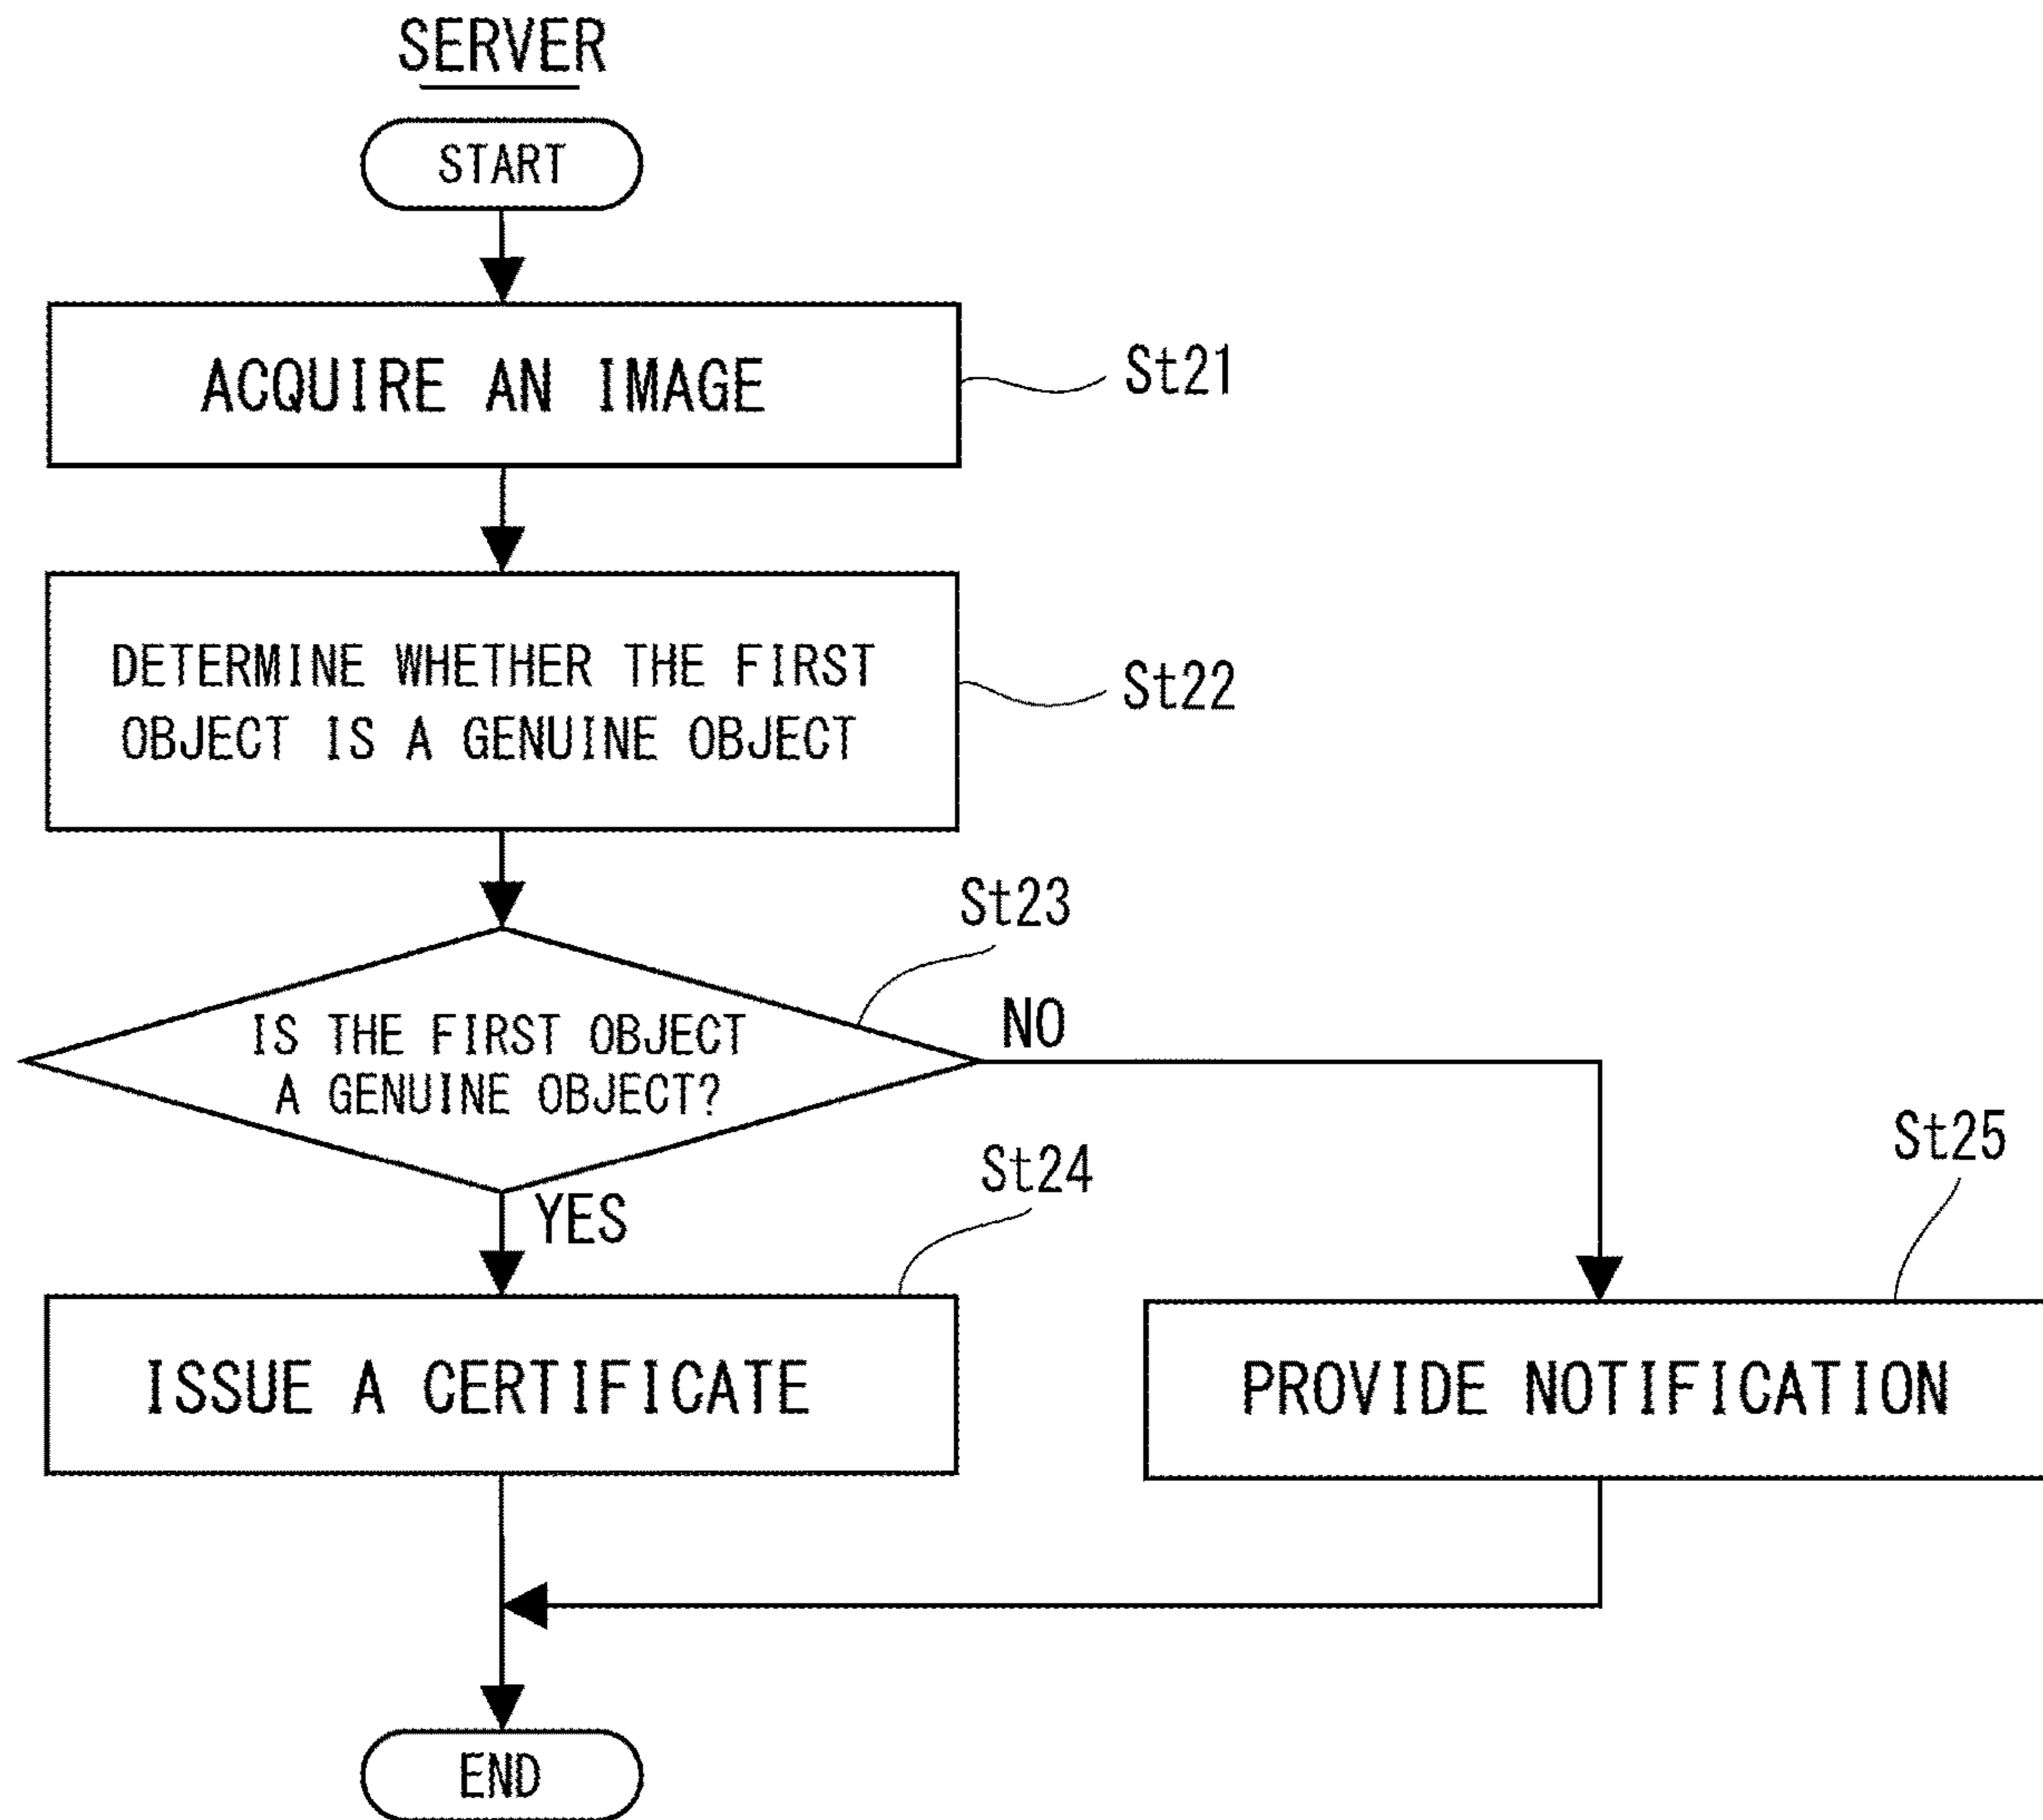 SERVER
START
ACQUIRE AN IMAGE
St21
DETERMINE WHETHER THE FIRST
OBJECT IS A GENUINE OBJECT
St22
St23
IS THE FIRST OBJECT
A GENUINE OBJECT?
NO
YES
St24
St25
ISSUE A CERTIFICATE
PROVIDE NOTIFICATION
END